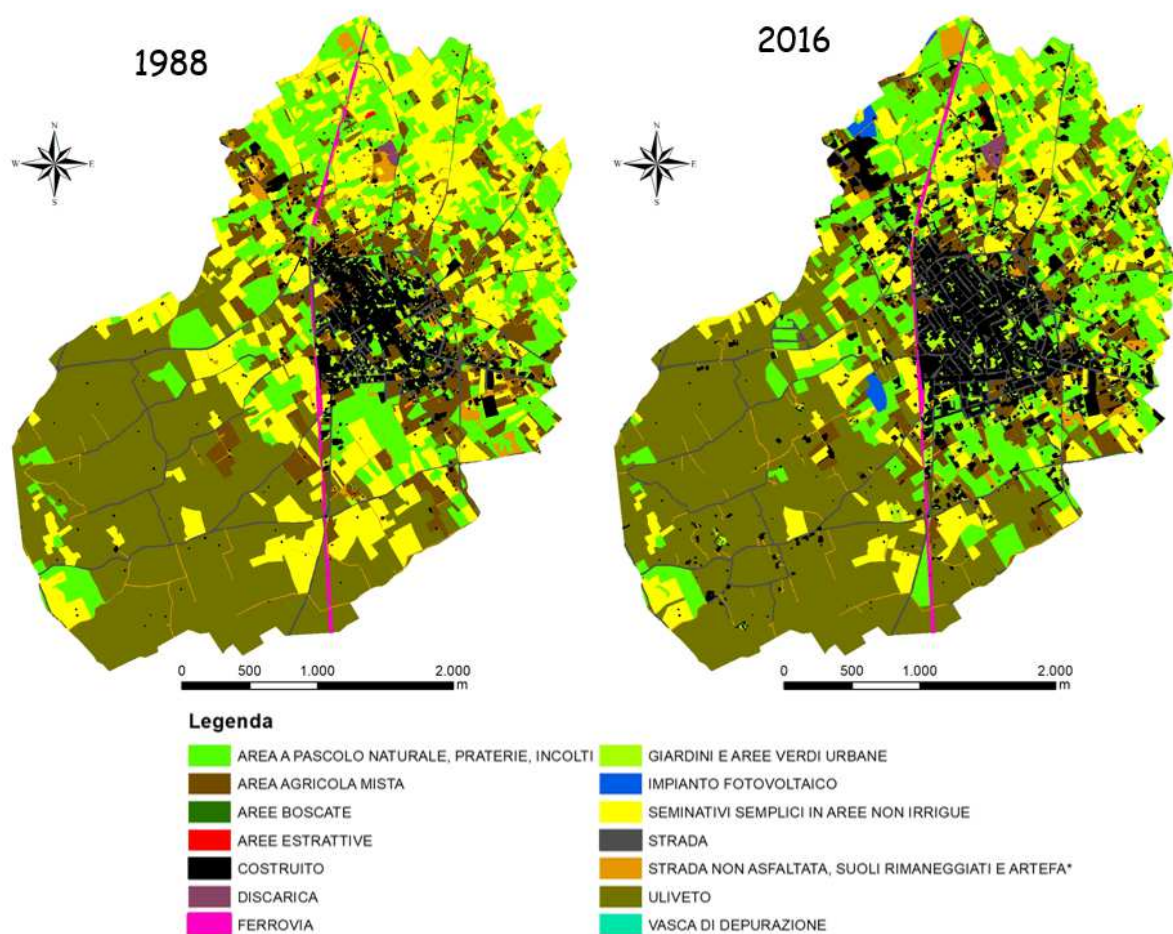 1988
2016
N
W E
S
N
W E
S
0 500 1.000 2.000
m
0 500 1.000 2.000
m
Legenda
AREA A PASCOLO NATURALE, PRATERIE, INCOLTI
AREA AGRICOLA MISTA
AREE BOSCATE
AREE ESTRATTIVE
COSTRUITO
DISCARICA
FERROVIA
GIARDINI E AREE VERDI URBANE
IMPIANTO FOTOVOLTAICO
SEMINATIVI SEMPLICI IN AREE NON IRRIGUE
STRADA
STRADA NON ASFALTATA, SUOLI RIMANEGGIATI E ARTEFA*
ULIVETO
VASCA DI DEPURAZIONE